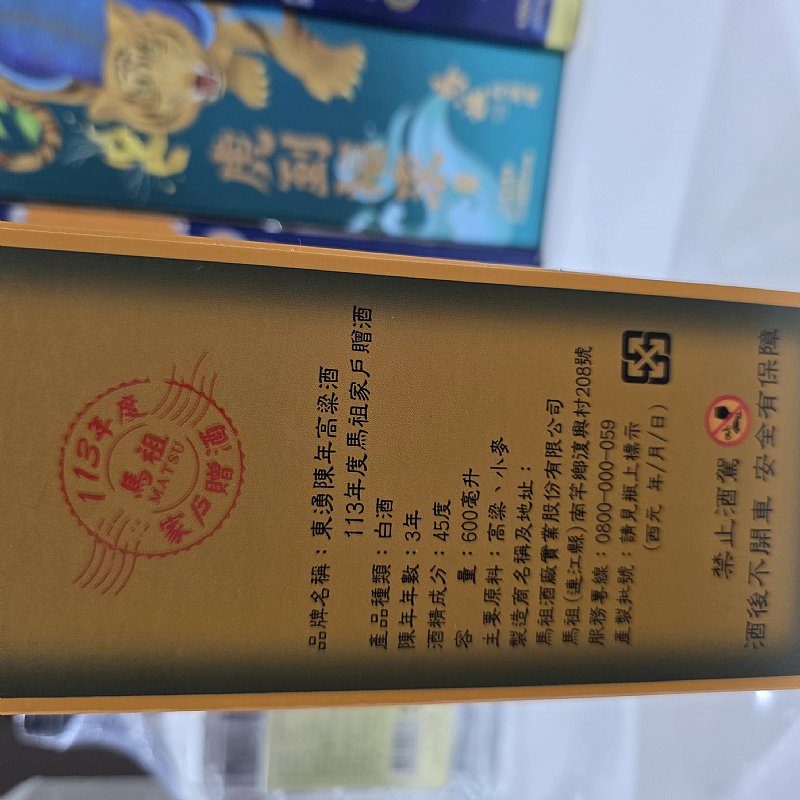 虎到福來
113年度
馬祖
MATSU
家戶贈酒
品牌名稱：東湧陳年高粱酒
113年度馬祖家戶贈酒
產品種類：白酒
陳年年數：3年
酒精成分：45度
容　　量：600毫升
主要原料：高粱、小麥
製造商名稱及地址：
馬祖酒廠實業股份有限公司
馬祖(連江縣)南竿鄉復興村208號
服務專線：0800-000-059
產製批號：請見瓶上標示
(西元 年/月/日)
禁止酒駕
酒後不開車 安全有保障